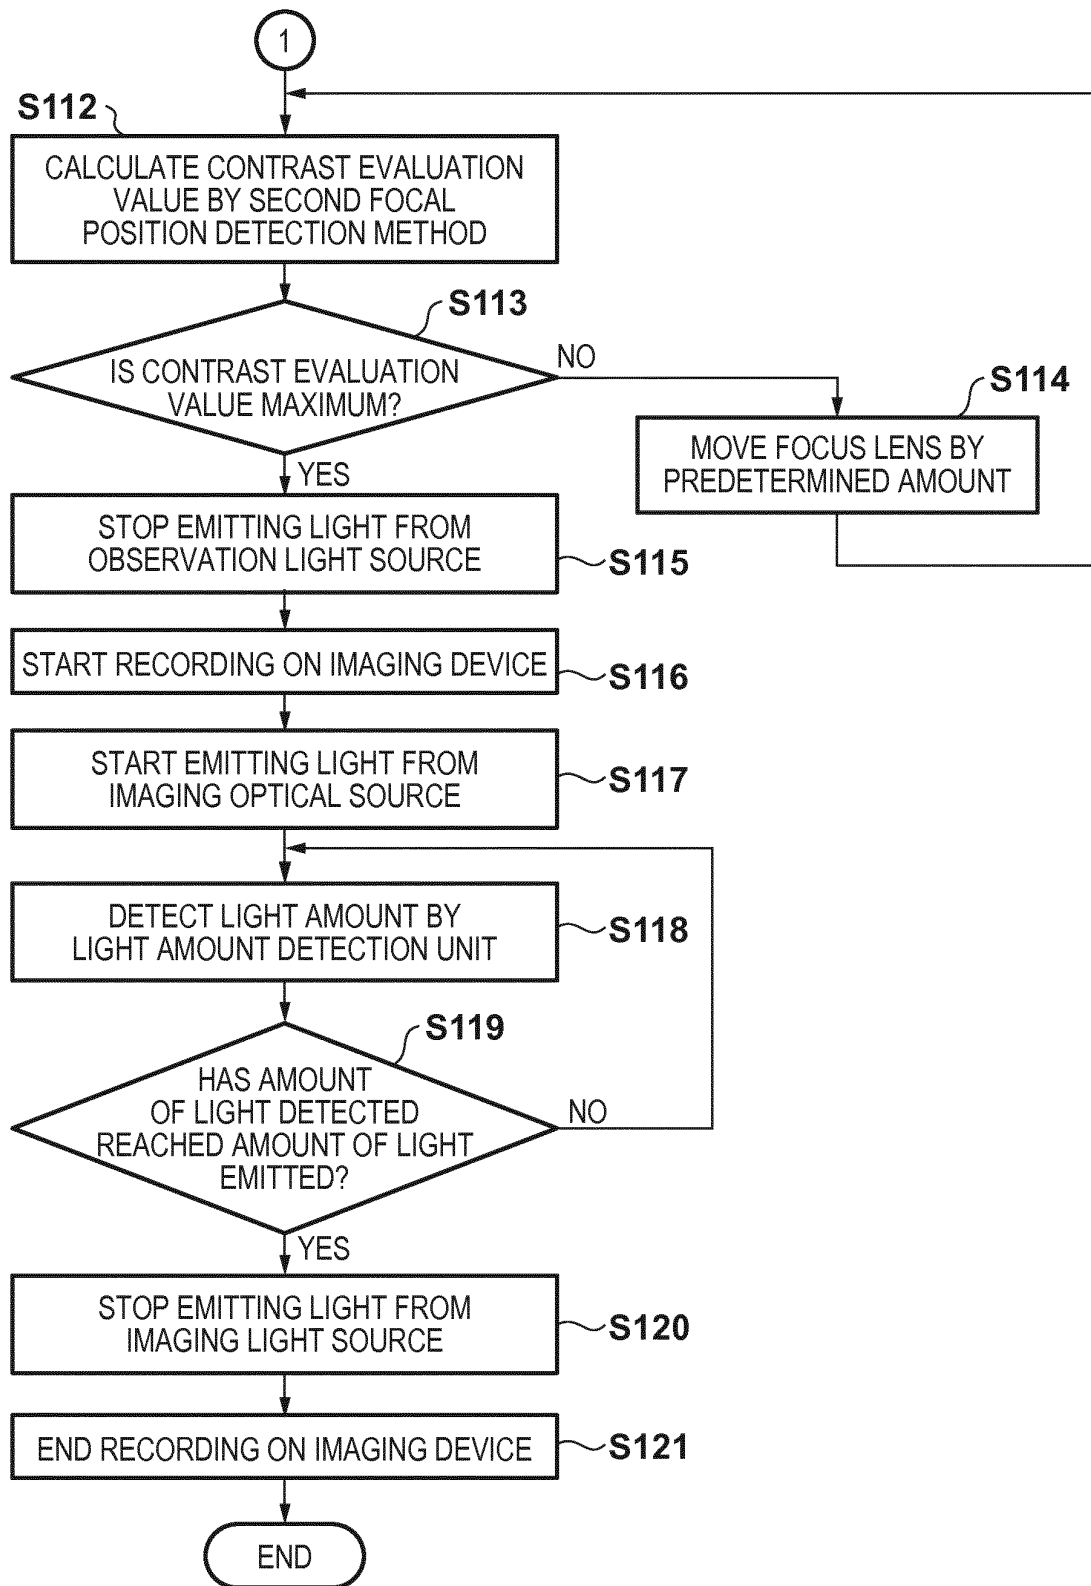 1
S112
CALCULATE CONTRAST EVALUATION
VALUE BY SECOND FOCAL
POSITION DETECTION METHOD
S113
IS CONTRAST EVALUATION
VALUE MAXIMUM?
NO
S114
MOVE FOCUS LENS BY
PREDETERMINED AMOUNT
YES
STOP EMITTING LIGHT FROM
OBSERVATION LIGHT SOURCE
S115
START RECORDING ON IMAGING DEVICE
S116
START EMITTING LIGHT FROM
IMAGING OPTICAL SOURCE
S117
DETECT LIGHT AMOUNT BY
LIGHT AMOUNT DETECTION UNIT
S118
S119
HAS AMOUNT
OF LIGHT DETECTED
REACHED AMOUNT OF LIGHT
EMITTED?
NO
YES
STOP EMITTING LIGHT FROM
IMAGING LIGHT SOURCE
S120
END RECORDING ON IMAGING DEVICE
S121
END